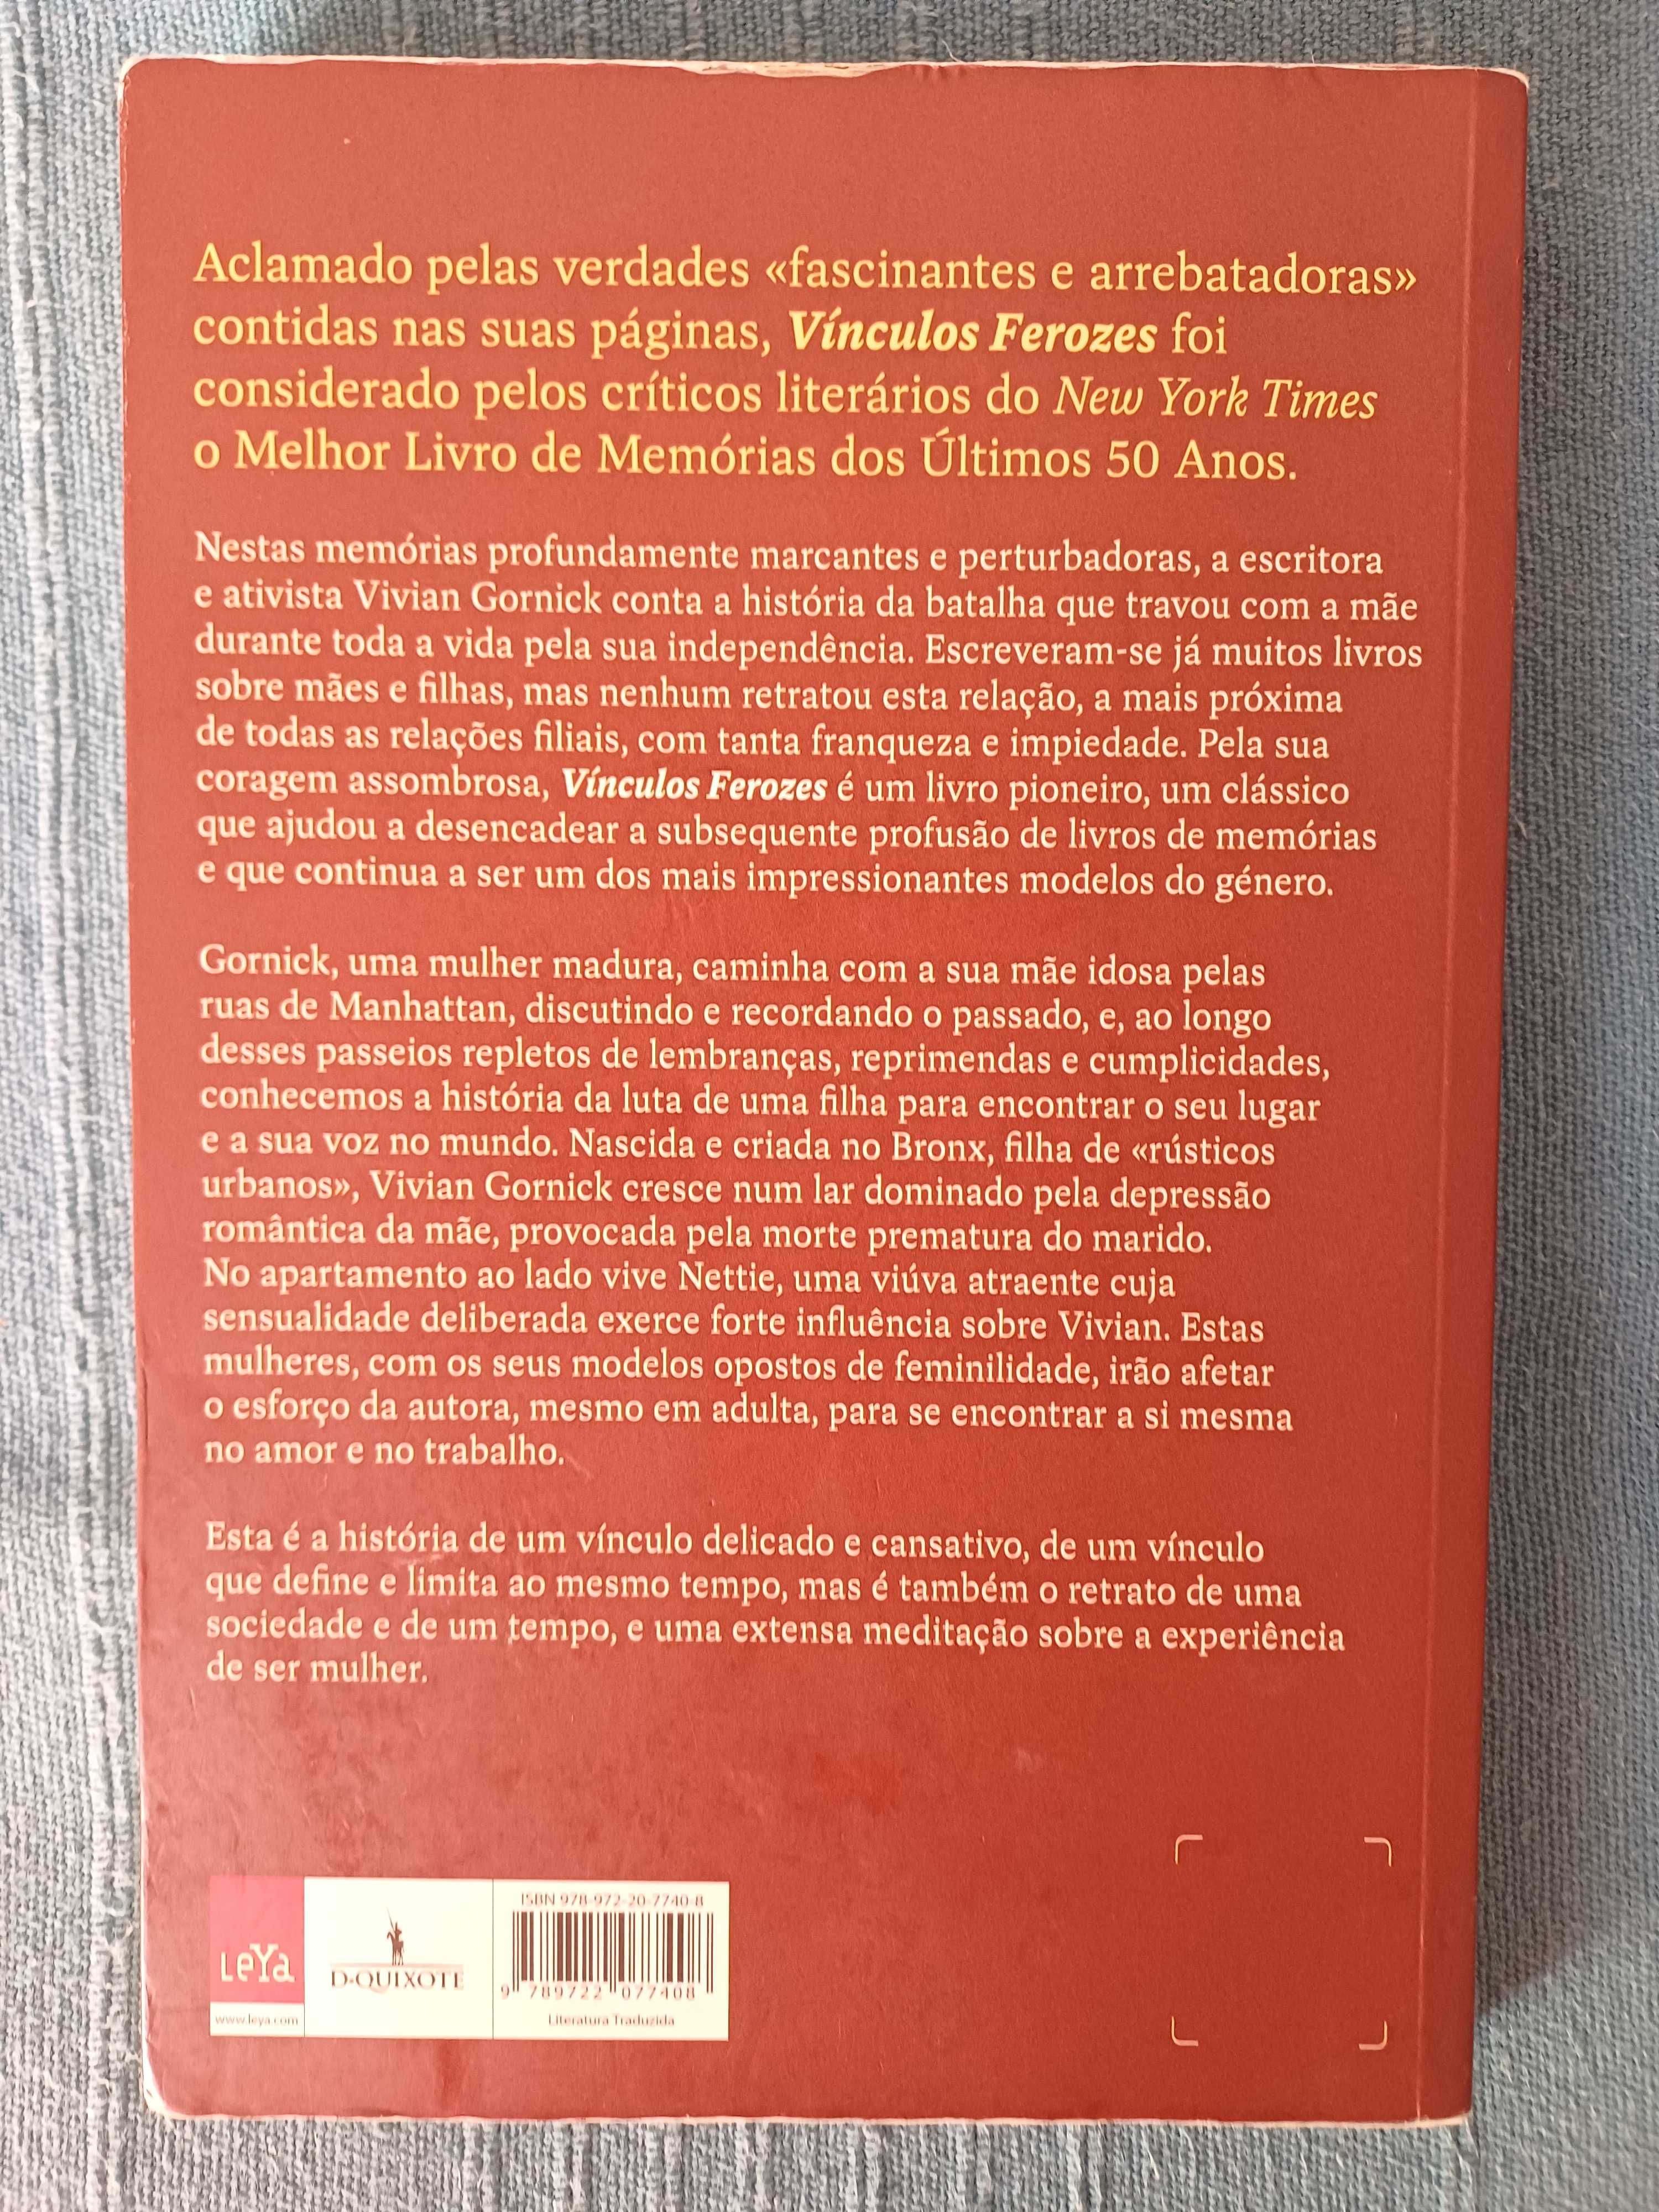 Aclamado pelas verdades «fascinantes e arrebatadoras»
contidas nas suas páginas, Vínculos Ferozes foi
considerado pelos críticos literários do New York Times
o Melhor Livro de Memórias dos Últimos 50 Anos.
Nestas memórias profundamente marcantes e perturbadoras, a escritora
e ativista Vivian Gornick conta a história da batalha que travou com a mãe
durante toda a vida pela sua independência. Escreveram-se já muitos livros
sobre mães e filhas, mas nenhum retratou esta relação, a mais próxima
de todas as relações filiais, com tanta franqueza e impiedade. Pela sua
coragem assombrosa, Vínculos Ferozes é um livro pioneiro, um clássico
que ajudou a desencadear a subsequente profusão de livros de memórias
e que continua a ser um dos mais impressionantes modelos do género.
Gornick, uma mulher madura, caminha com a sua mãe idosa pelas
ruas de Manhattan, discutindo e recordando o passado, e, ao longo
desses passeios repletos de lembranças, reprimendas e cumplicidades,
conhecemos a história da luta de uma filha para encontrar o seu lugar
e a sua voz no mundo. Nascida e criada no Bronx, filha de «rústicos
urbanos», Vivian Gornick cresce num lar dominado pela depressão
romântica da mãe, provocada pela morte prematura do marido.
No apartamento ao lado vive Nettie, uma viúva atraente cuja
sensualidade deliberada exerce forte influência sobre Vivian. Estas
mulheres, com os seus modelos opostos de feminilidade, irão afetar
o esforço da autora, mesmo em adulta, para se encontrar a si mesma
no amor e no trabalho.
Esta é a história de um vínculo delicado e cansativo, de um vínculo
que define e limita ao mesmo tempo, mas é também o retrato de uma
sociedade e de um tempo, e uma extensa meditação sobre a experiência
de ser mulher.
LeYa
www.leya.com
D-QUIXOTE
ISBN 978-972-20-7740-8
9 789722 077408
Literatura Traduzida